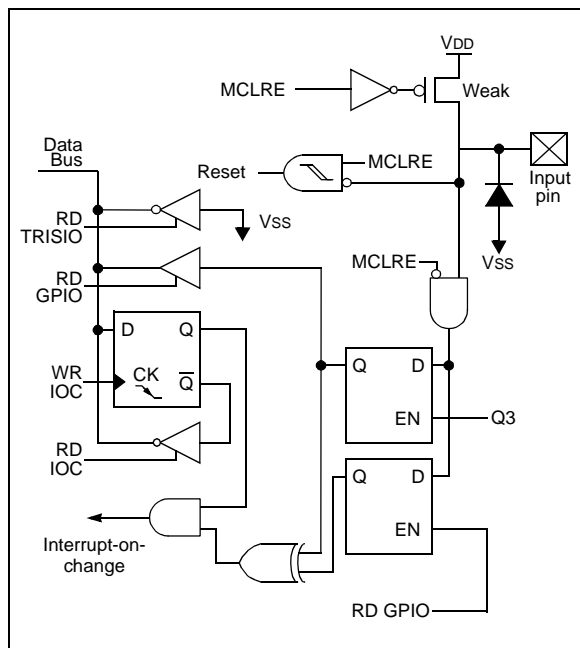 VDD
MCLRE
Weak
Data
Bus
MCLRE
Reset
Input
pin
VSS
RD
TRISIO
VSS
MCLRE
RD
GPIO
D
Q
Q
D
WR
IOC
CK
Q̅
EN
Q3
RD
IOC
Q
D
EN
Interrupt-on-
change
RD GPIO